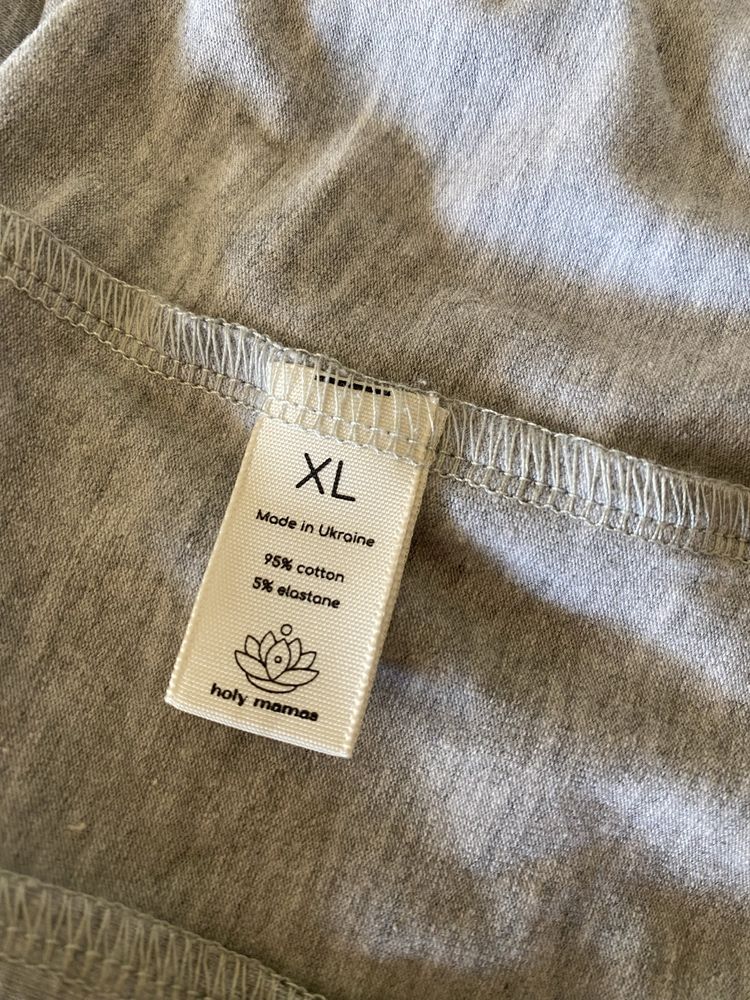 XL
Made in Ukraine
95% cotton
5% elastane
holy mamas